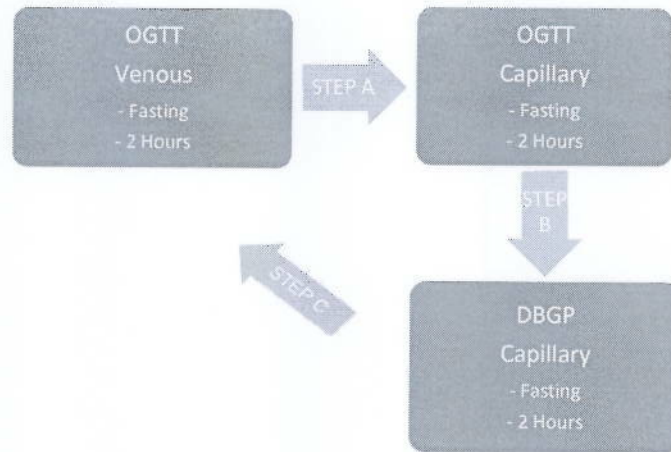 OGTT
Venous
- Fasting
- 2 Hours
STEP A
OGTT
Capillary
- Fasting
- 2 Hours
STEP
B
STEP C
DBGP
Capillary
- Fasting
- 2 Hours